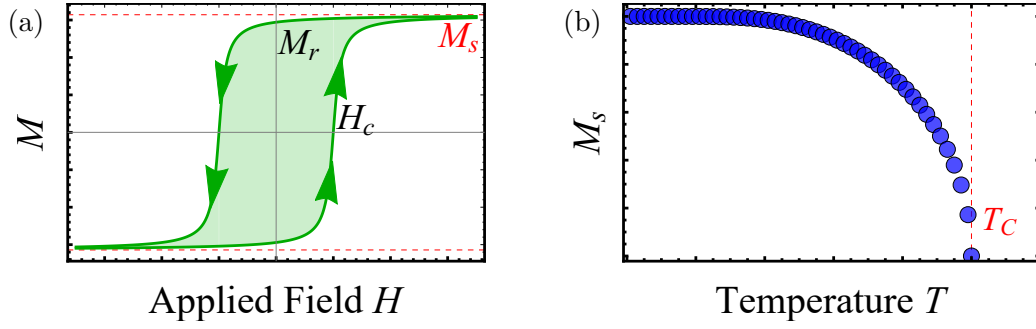 (a)
M
M_r
M_s
H_c
Applied Field H
(b)
M_s
T_C
Temperature T